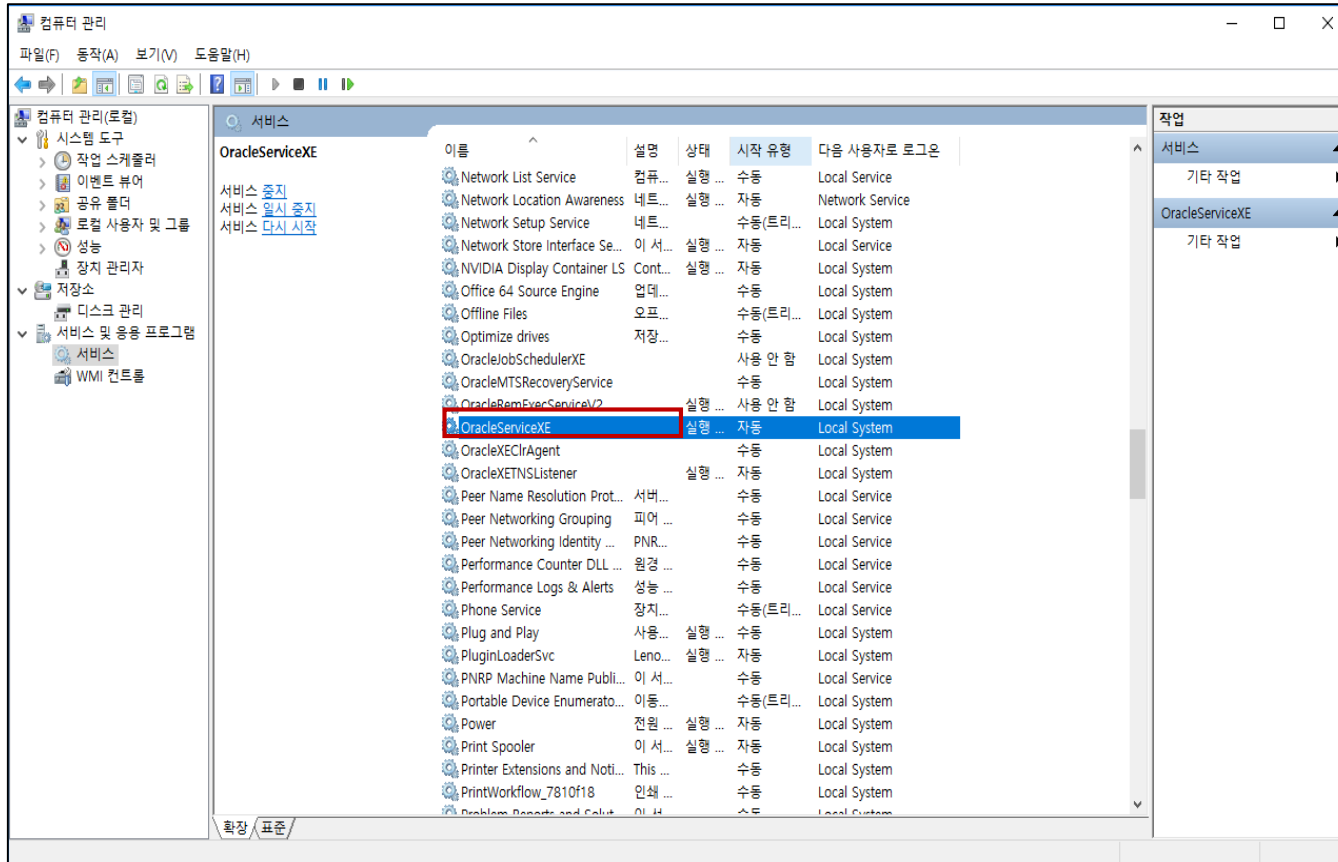 컴퓨터 관리
파일(F) 동작(A) 보기(V) 도움말(H)
컴퓨터 관리(로컬)
시스템 도구
작업 스케줄러
이벤트 뷰어
공유 폴더
로컬 사용자 및 그룹
성능
장치 관리자
저장소
디스크 관리
서비스 및 응용 프로그램
서비스
WMI 컨트롤
서비스
OracleServiceXE
서비스 중지
서비스 일시 중지
서비스 다시 시작
이름 설명 상태 시작 유형 다음 사용자로 로그온
Network List Service 컴퓨... 실행 ... 수동 Local Service
Network Location Awareness 네트... 실행 ... 자동 Network Service
Network Setup Service 네트... 수동(트리... Local System
Network Store Interface Se... 이 서... 실행 ... 자동 Local Service
NVIDIA Display Container LS Cont... 실행 ... 자동 Local System
Office 64 Source Engine 업데... 수동 Local System
Offline Files 오프... 수동(트리... Local System
Optimize drives 저장... 수동 Local System
OracleJobSchedulerXE 사용 안 함 Local System
OracleMTSRecoveryService 수동 Local System
OracleRemExecServiceV2 실행 ... 사용 안 함 Local System
OracleServiceXE 실행 ... 자동 Local System
OracleXEClrAgent 수동 Local System
OracleXETNSListener 실행 ... 자동 Local System
Peer Name Resolution Prot... 서버... 수동 Local Service
Peer Networking Grouping 피어 ... 수동 Local Service
Peer Networking Identity ... PNR... 수동 Local Service
Performance Counter DLL ... 원경 ... 수동 Local Service
Performance Logs & Alerts 성능 ... 수동 Local Service
Phone Service 장치... 수동(트리... Local Service
Plug and Play 사용... 실행 ... 수동 Local System
PluginLoaderSvc Leno... 실행 ... 자동 Local System
PNRP Machine Name Publi... 이 서... 수동 Local Service
Portable Device Enumerato... 이동... 수동(트리... Local System
Power 전원 ... 실행 ... 자동 Local System
Print Spooler 이 서... 실행 ... 자동 Local System
Printer Extensions and Noti... This ... 수동 Local System
PrintWorkflow_7810f18 인쇄 ... 수동 Local System
Problem Reports and Solut... 이 서... 수동 Local System
확장 표준
작업
서비스
기타 작업
OracleServiceXE
기타 작업